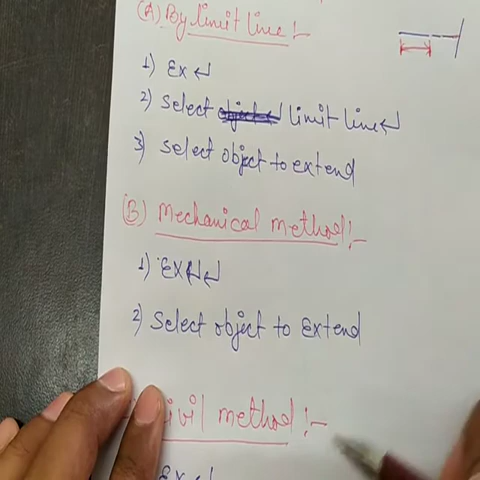 (A) By limit line :-
1) Ex↵
2) Select limit line↵
3) Select object to extend
(B) Mechanical method :-
1) EX↵↵
2) Select object to Extend
ivil method :-
EX↵